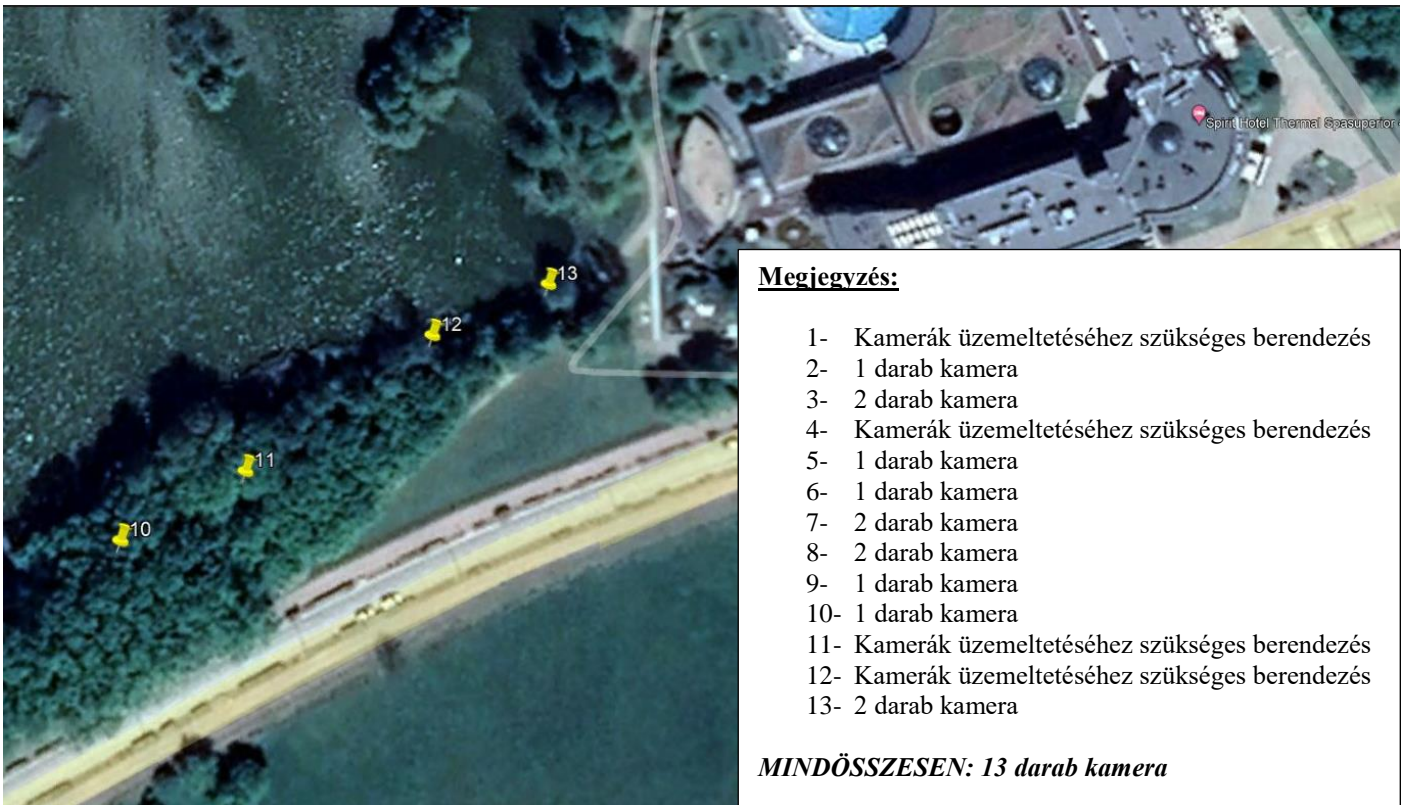 Spirit Hotel Thermal Spasuperior
13
12
11
10
Megjegyzés:
1- Kamerák üzemeltetéséhez szükséges berendezés
2- 1 darab kamera
3- 2 darab kamera
4- Kamerák üzemeltetéséhez szükséges berendezés
5- 1 darab kamera
6- 1 darab kamera
7- 2 darab kamera
8- 2 darab kamera
9- 1 darab kamera
10- 1 darab kamera
11- Kamerák üzemeltetéséhez szükséges berendezés
12- Kamerák üzemeltetéséhez szükséges berendezés
13- 2 darab kamera
MINDÖSSZESEN: 13 darab kamera